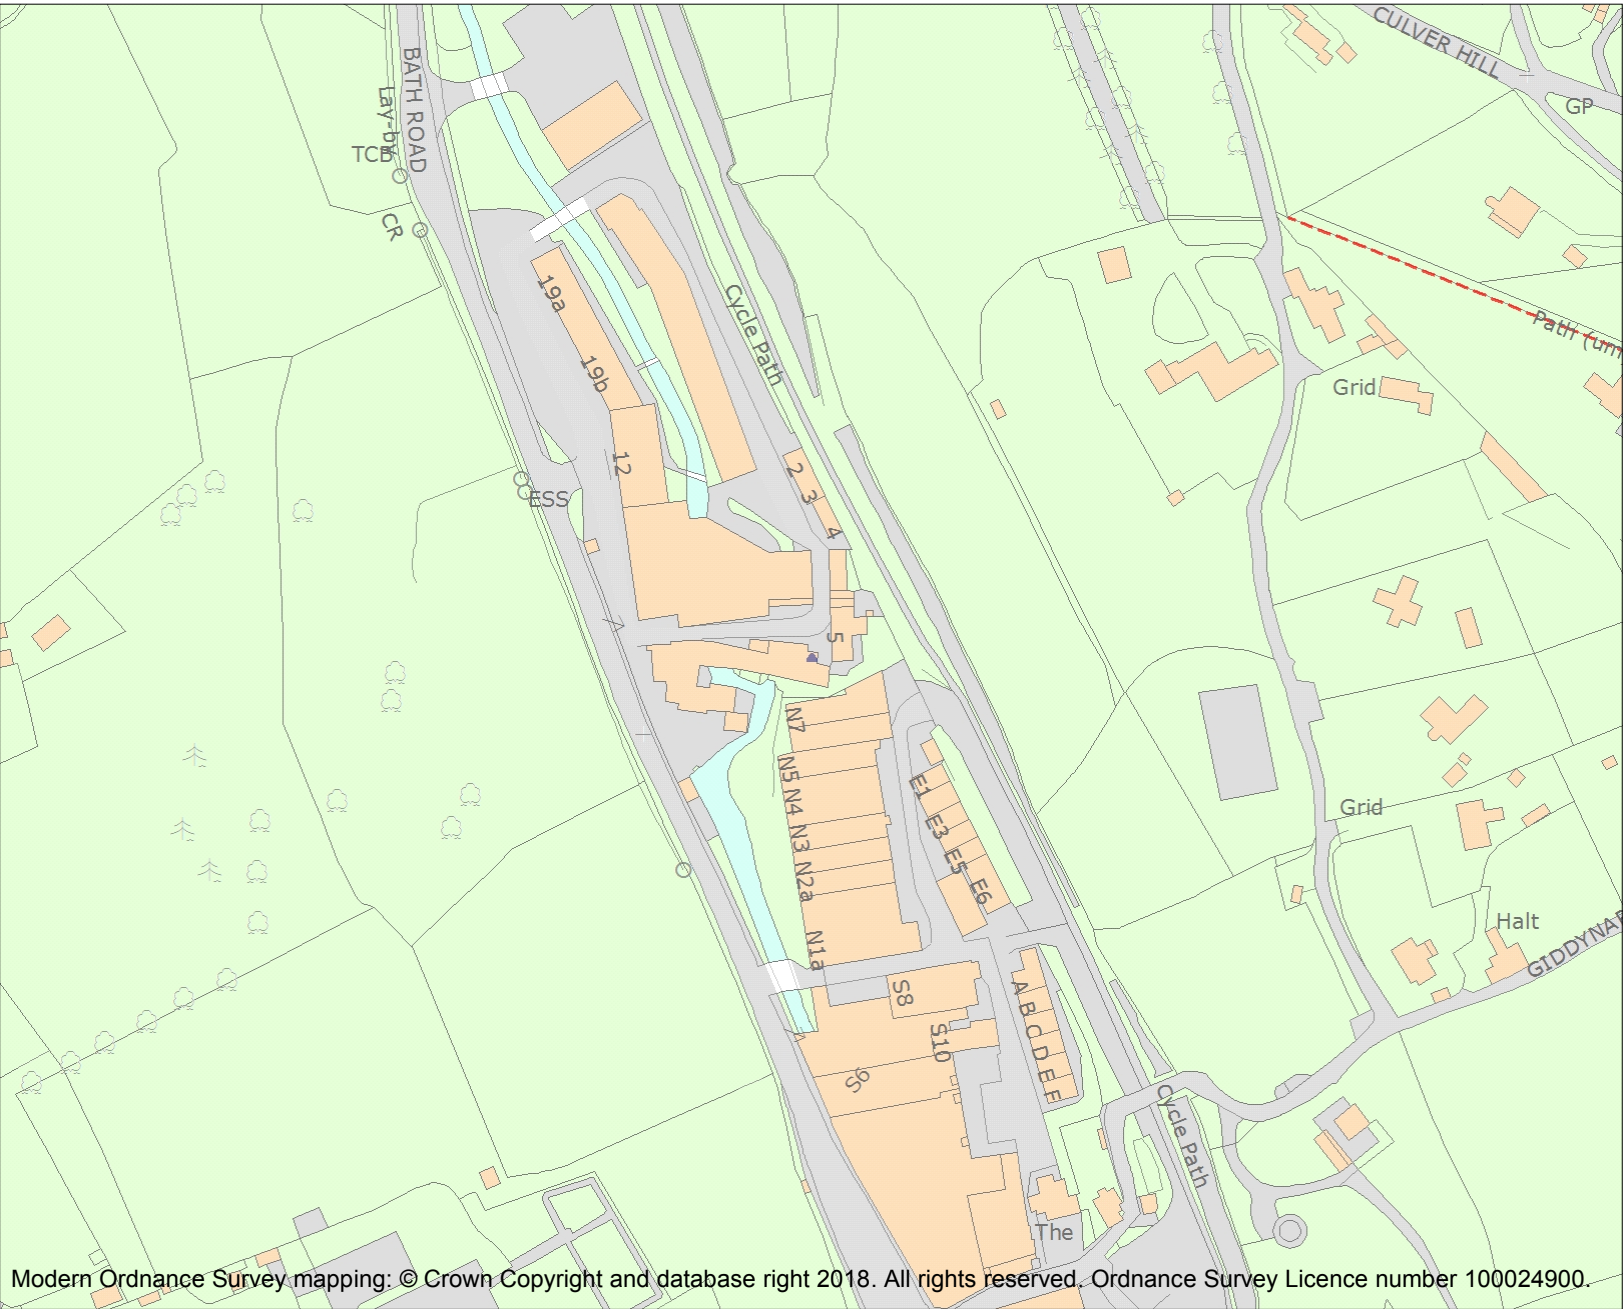 CULVER HILL
BATH ROAD
Lay-by
GP
TCB
CR
19a
Cycle Path
Path (um
19b
Grid
12
2
3
ESS
4
5
N7
N5
E1
N4
Grid
E3
N3
E5
N2a
E6
Halt
N1a
GIDDYNAP
S8
A
B
C
S10
D
E
F
S6
Cycle Path
The
Modern Ordnance Survey mapping: © Crown Copyright and database right 2018. All rights reserved. Ordnance Survey Licence number 100024900.